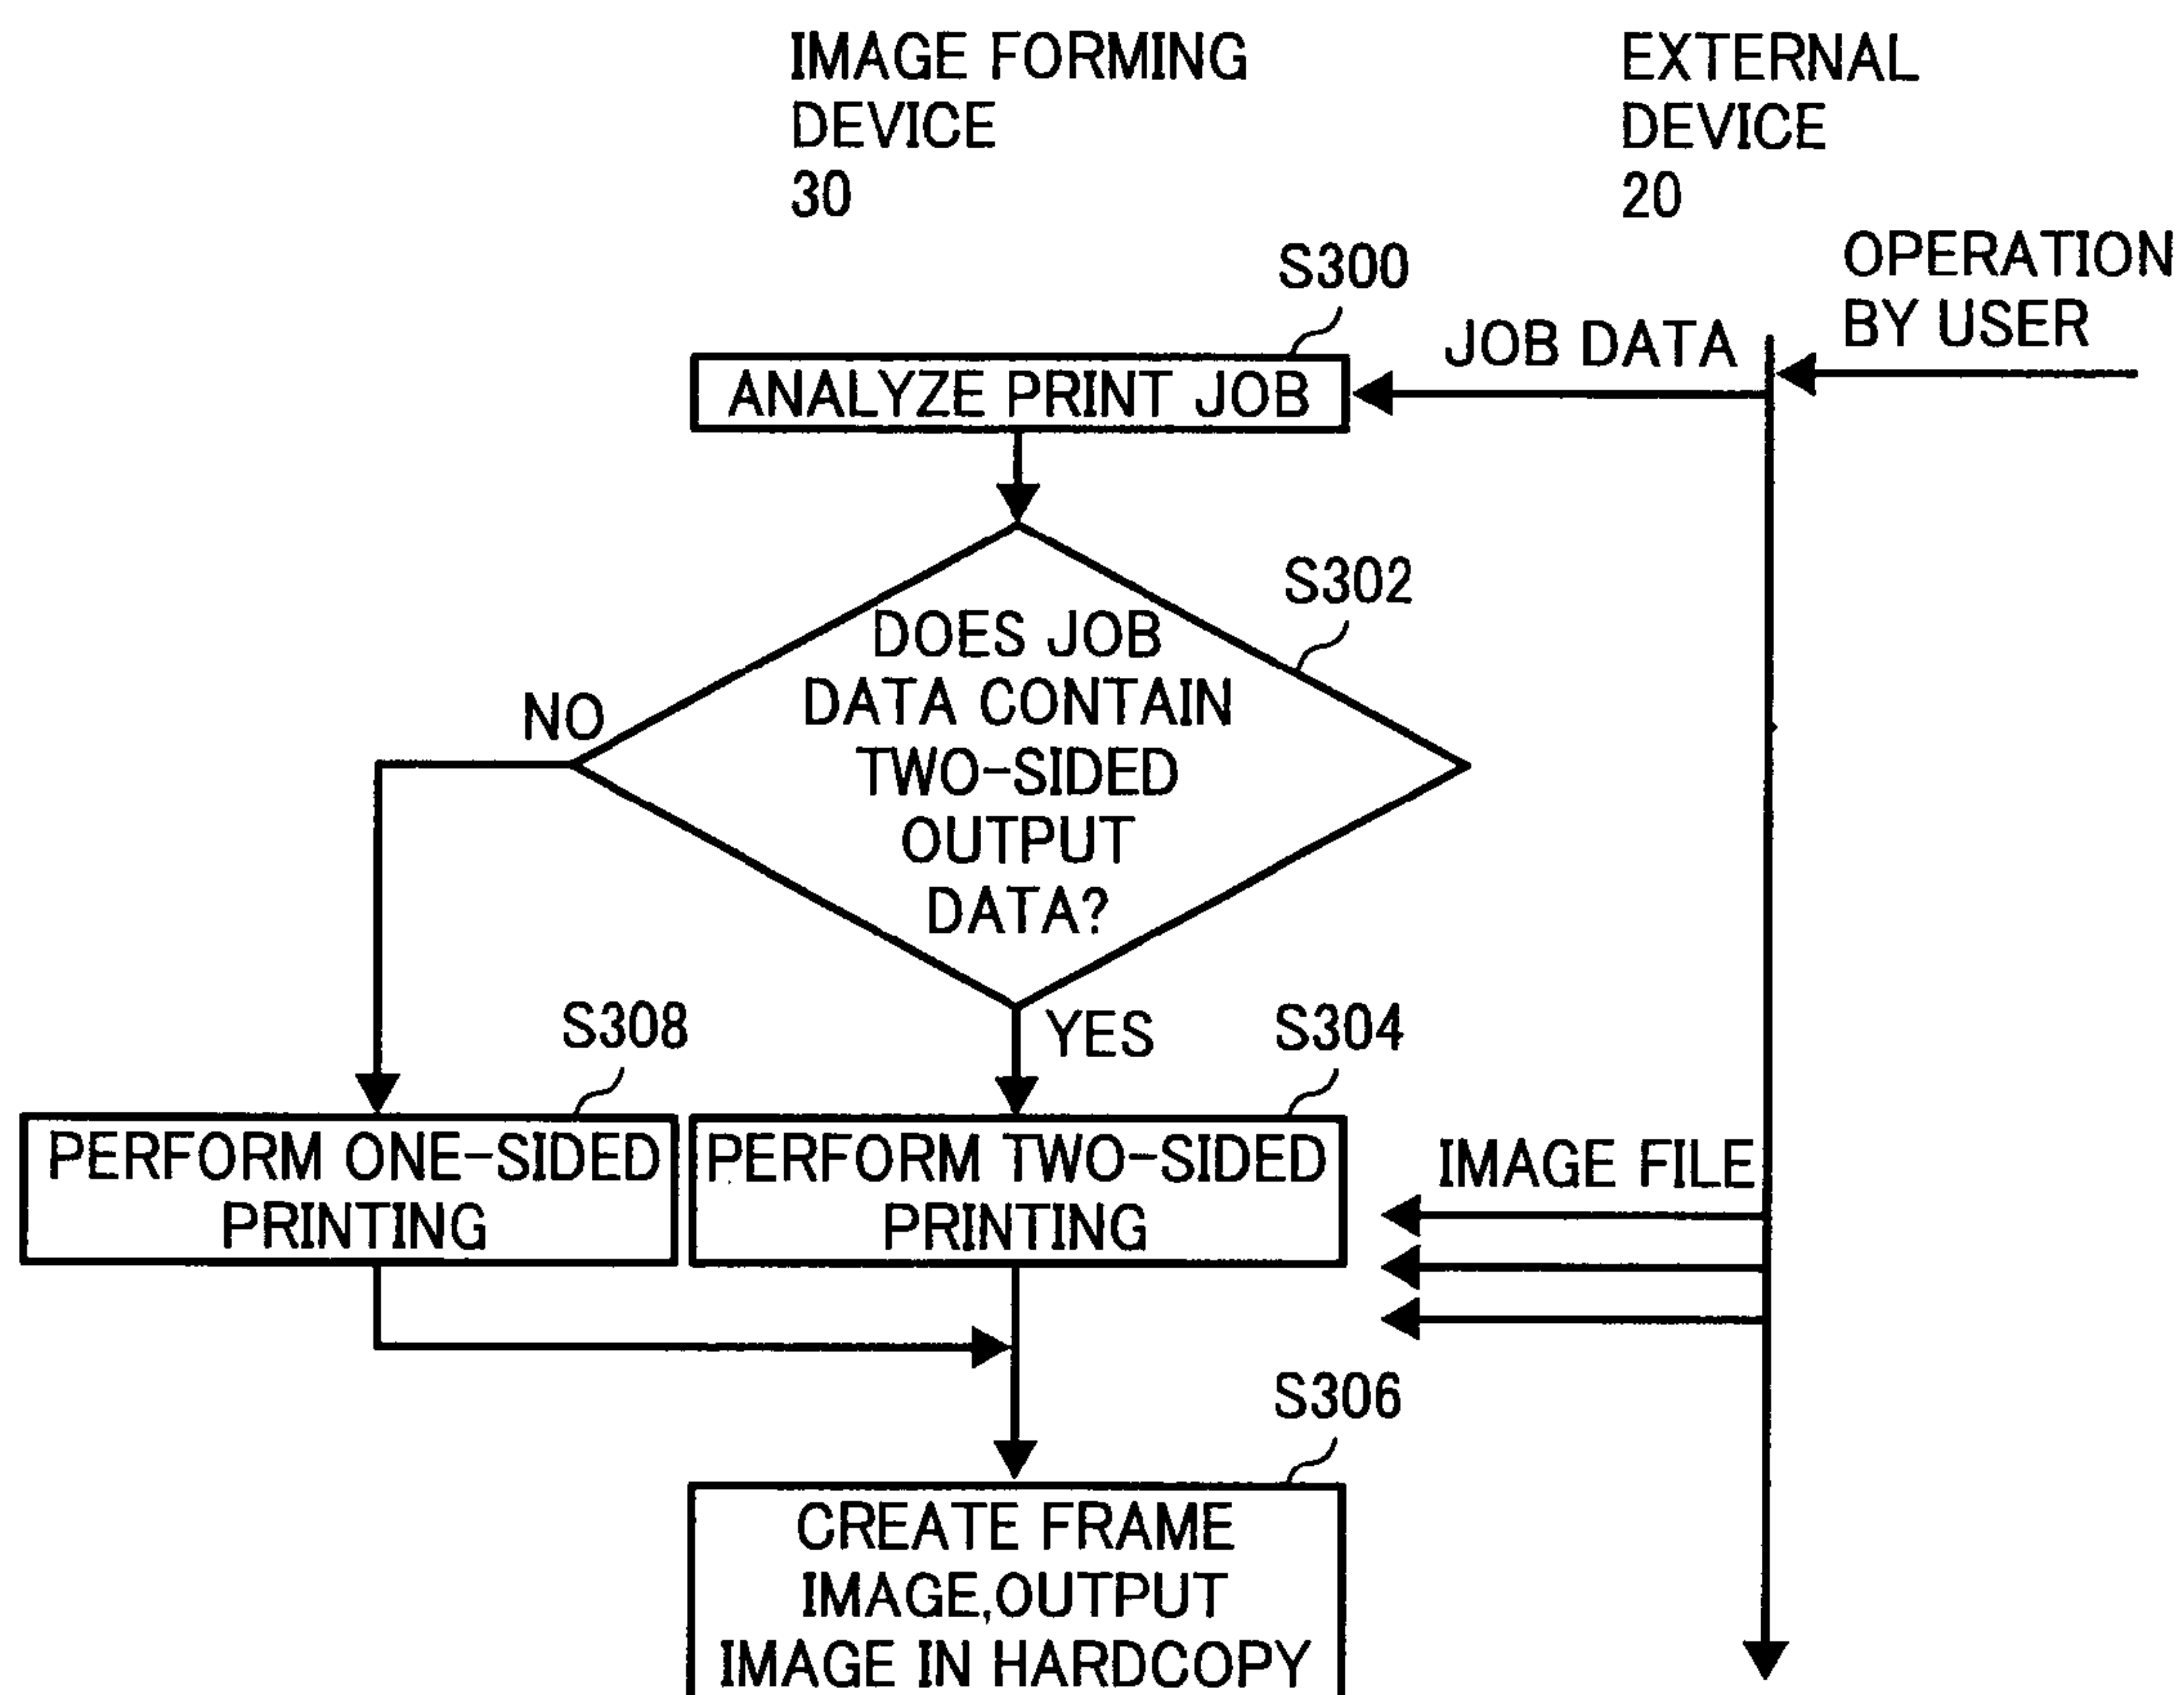 IMAGE FORMING
DEVICE
30
EXTERNAL
DEVICE
20
OPERATION
BY USER
S300
JOB DATA
ANALYZE PRINT JOB
S302
DOES JOB
DATA CONTAIN
TWO-SIDED
OUTPUT
DATA?
NO
YES
S308
S304
PERFORM ONE-SIDED
PRINTING
PERFORM TWO-SIDED
PRINTING
IMAGE FILE
S306
CREATE FRAME
IMAGE,OUTPUT
IMAGE IN HARDCOPY